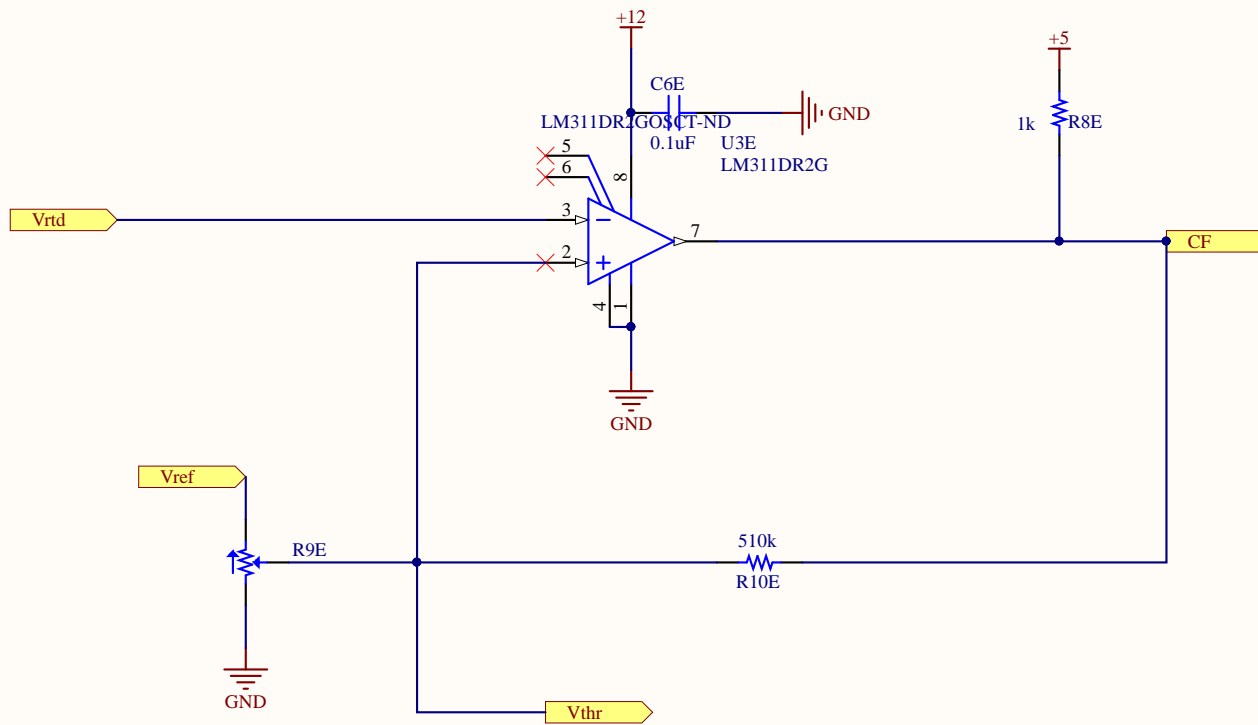 +12
+5
C6E
GND
LM311DR2GOSCT-ND
1k
R8E
0.1uF
U3E
LM311DR2G
5
6
8
Vrtd
3
7
CF
2
4
1
GND
Vref
510k
R9E
R10E
GND
Vthr